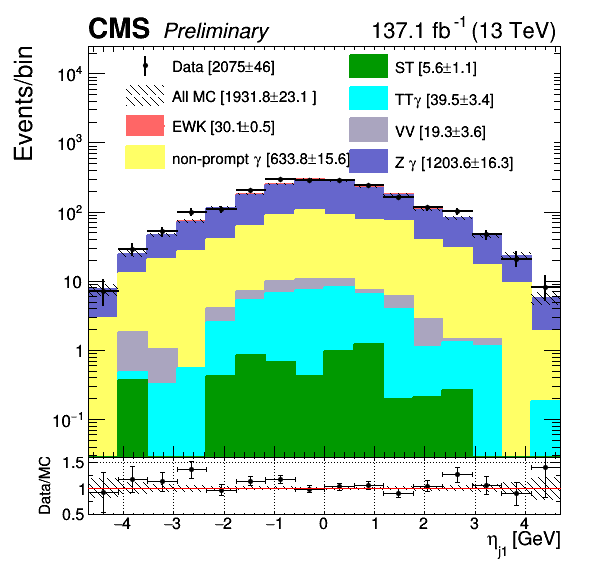 CMS Preliminary 137.1 fb⁻¹ (13 TeV)
Events/bin
10⁴
10³
10²
10
1
10⁻¹
Data [2075±46]
All MC [1931.8±23.1 ]
EWK [30.1±0.5]
non-prompt γ [633.8±15.6]
ST [5.6±1.1]
TTγ [39.5±3.4]
VV [19.3±3.6]
Z γ [1203.6±16.3]
Data/MC
1.5
1
0.5
−4 −3 −2 −1 0 1 2 3 4
η_j1 [GeV]